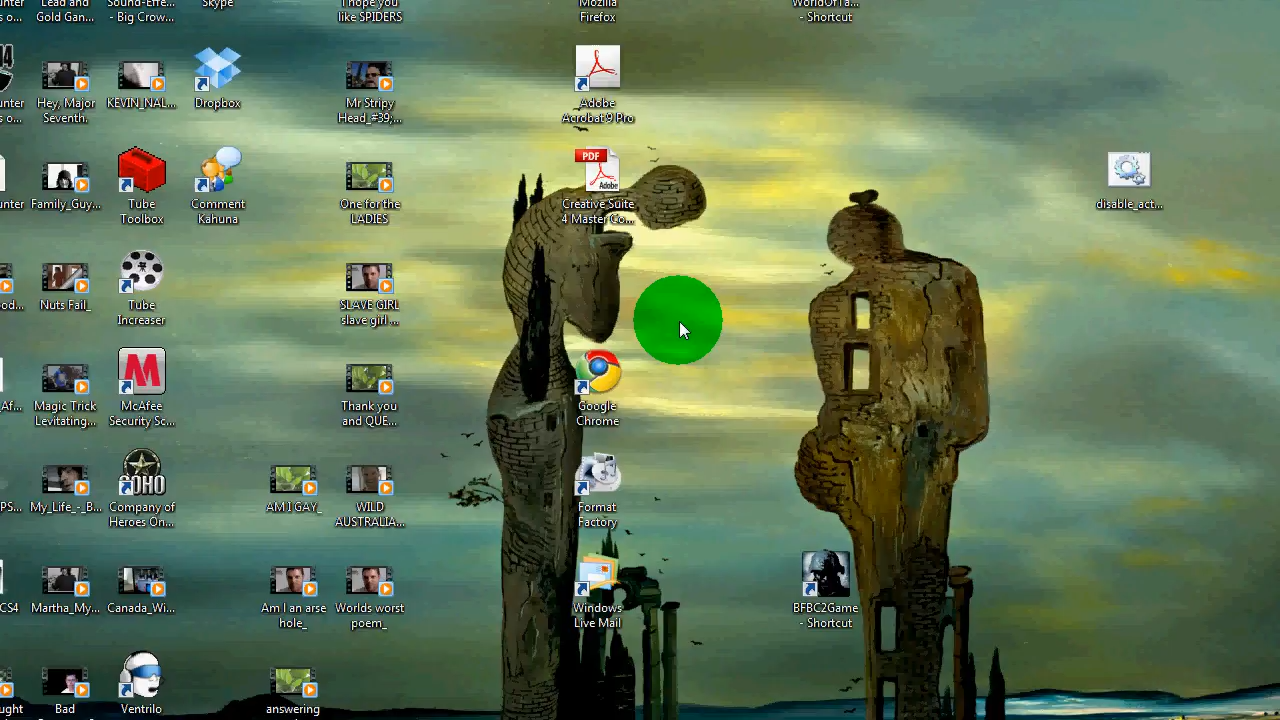 Lead and
Gold Gan...
Sound-Effe...
- Big Crow...
Skype
I hope you
like SPIDERS
Mozilla
Firefox
- Shortcut
Hey, Major
Seventh.
KEVIN_NAL...
Dropbox
Mr Stripy
Head_#39;...
Adobe
Acrobat 9 Pro
Family_Guy...
Tube
Toolbox
Comment
Kahuna
One for the
LADIES
PDF
Adobe
Creative Suite
4 Master Co...
disable_act...
Nuts Fail_
Tube
Increaser
SLAVE GIRL
slave girl ...
Magic Trick
Levitating...
McAfee
Security Sc...
Thank you
and QUE...
Google
Chrome
My_Life_-_B...
COHO
Company of
Heroes On...
AM I GAY_
WILD
AUSTRALIA...
Format
Factory
CS4
Martha_My...
Canada_Wi...
Am I an arse
hole_
Worlds worst
poem_
Windows
Live Mail
BFBC2Game
- Shortcut
Bad
Ventrilo
answering